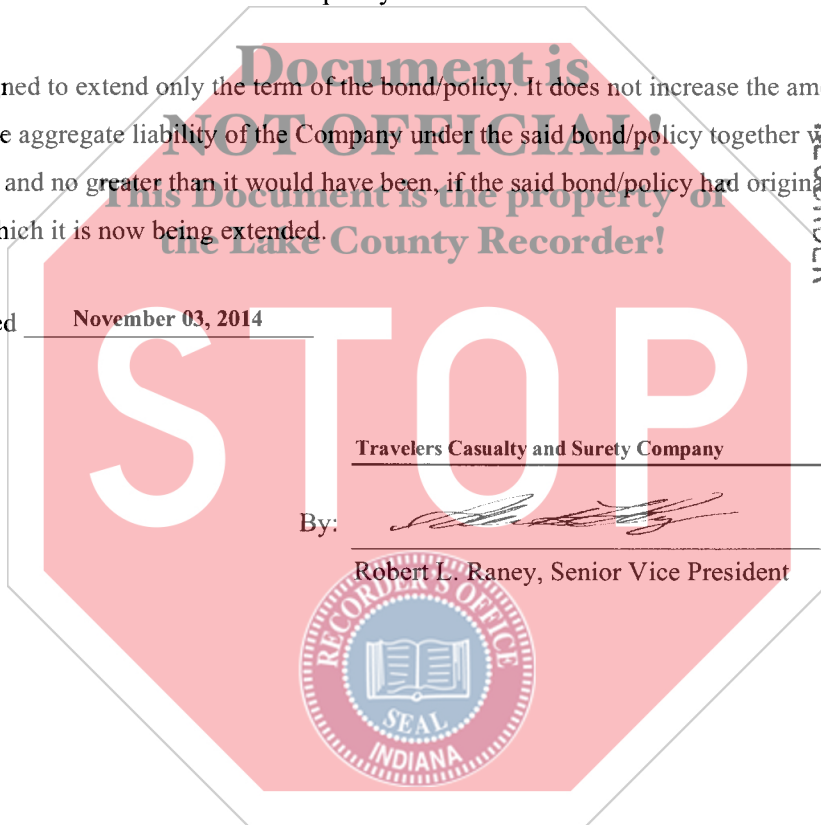 Document is
ned to extend only the term of the bond/policy. It does not increase the am
NOT OFFICIAL!
e aggregate liability of the Company under the said bond/policy together
This Document is the property of
and no greater than it would have been, if the said bond/policy had origina
the Lake County Recorder!
hich it is now being extended.
ed November 03, 2014
STOP
Travelers Casualty and Surety Company
By:
Robert L. Raney, Senior Vice President
RECORDER'S OFFICE
SEAL
INDIANA